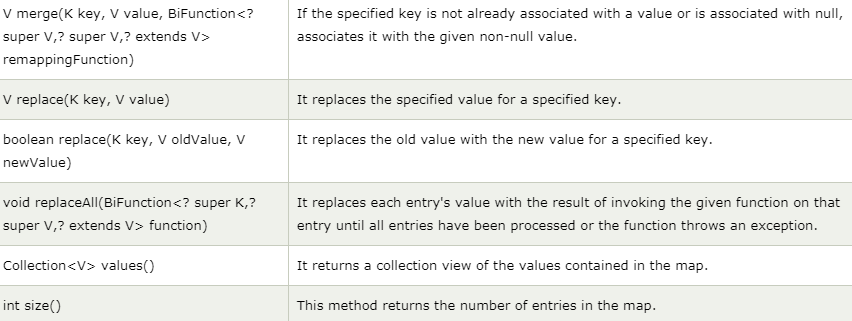 V merge(K key, V value, BiFunction<?
super V,? super V,? extends V>
remappingFunction)
If the specified key is not already associated with a value or is associated with null,
associates it with the given non-null value.
V replace(K key, V value)
It replaces the specified value for a specified key.
boolean replace(K key, V oldValue, V
newValue)
It replaces the old value with the new value for a specified key.
void replaceAll(BiFunction<? super K,?
super V,? extends V> function)
It replaces each entry's value with the result of invoking the given function on that
entry until all entries have been processed or the function throws an exception.
Collection<V> values()
It returns a collection view of the values contained in the map.
int size()
This method returns the number of entries in the map.